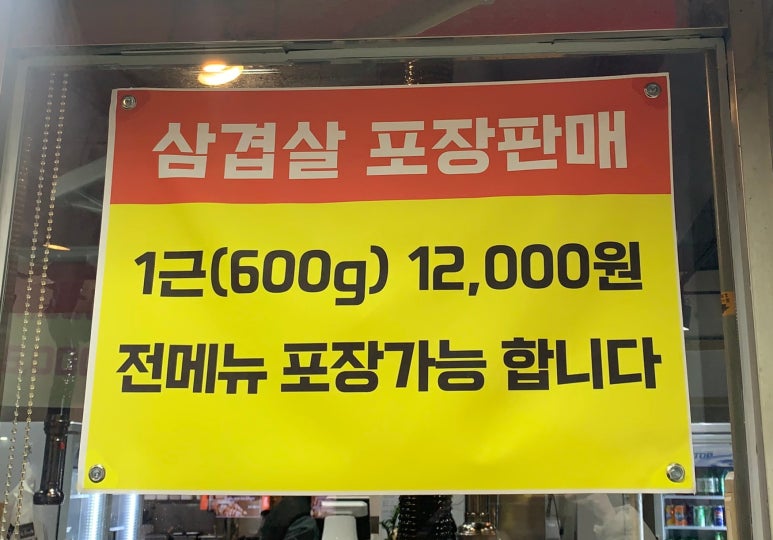 삼겹살 포장판매
1근(600g) 12,000원
전메뉴 포장가능 합니다